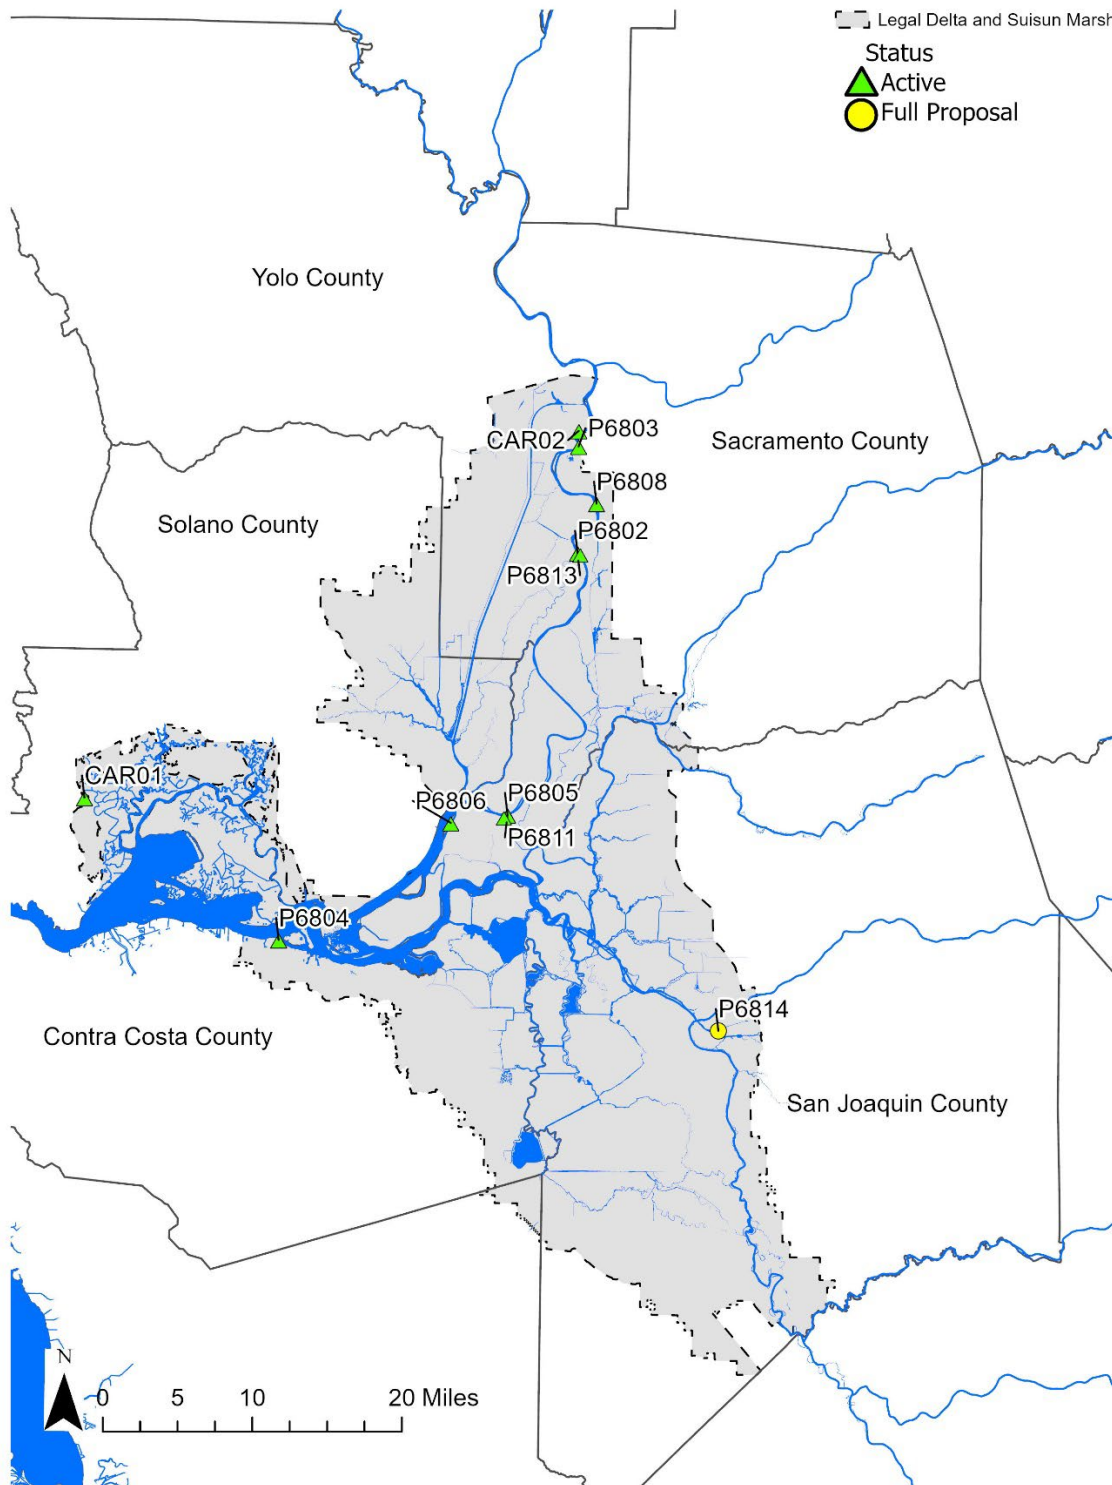 Legal Delta and Suisun Marsh
Status
Active
Full Proposal
Yolo County
P6803
CAR02
Sacramento County
P6808
Solano County
P6802
P6813
CAR01
P6806
P6805
P6811
P6804
P6814
Contra Costa County
San Joaquin County
N
0 5 10 20 Miles